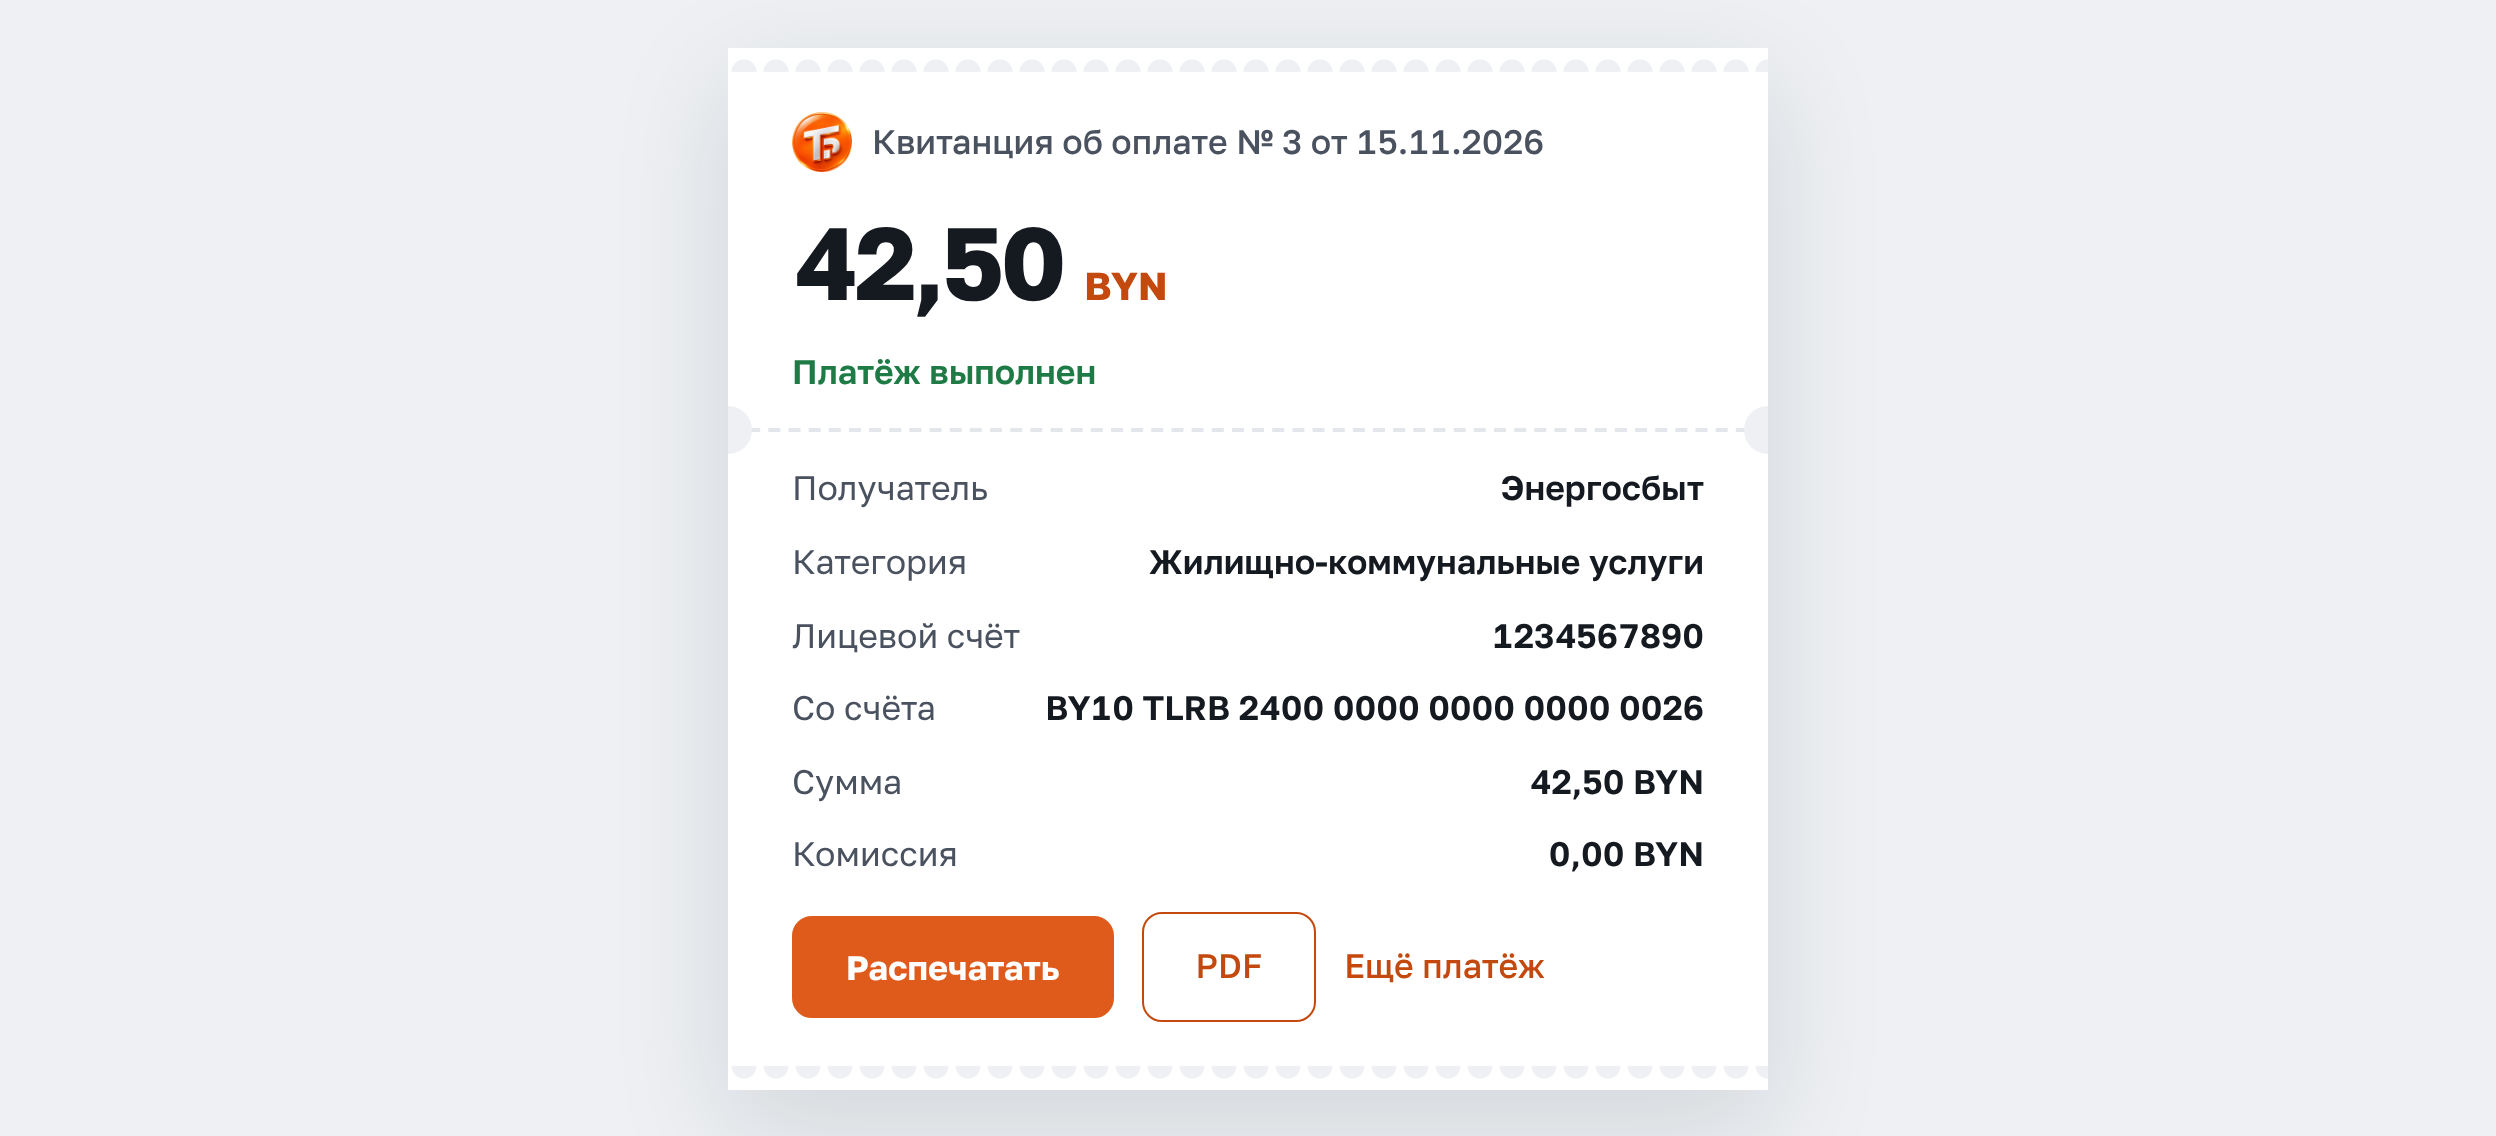 ТБ
Квитанция об оплате № 3 от 15.11.2026
42,50 BYN
Платёж выполнен
Получатель Энергосбыт
Категория Жилищно-коммунальные услуги
Лицевой счёт 1234567890
Со счёта BY10 TLRB 2400 0000 0000 0000 0026
Сумма 42,50 BYN
Комиссия 0,00 BYN
Распечатать PDF Ещё платёж